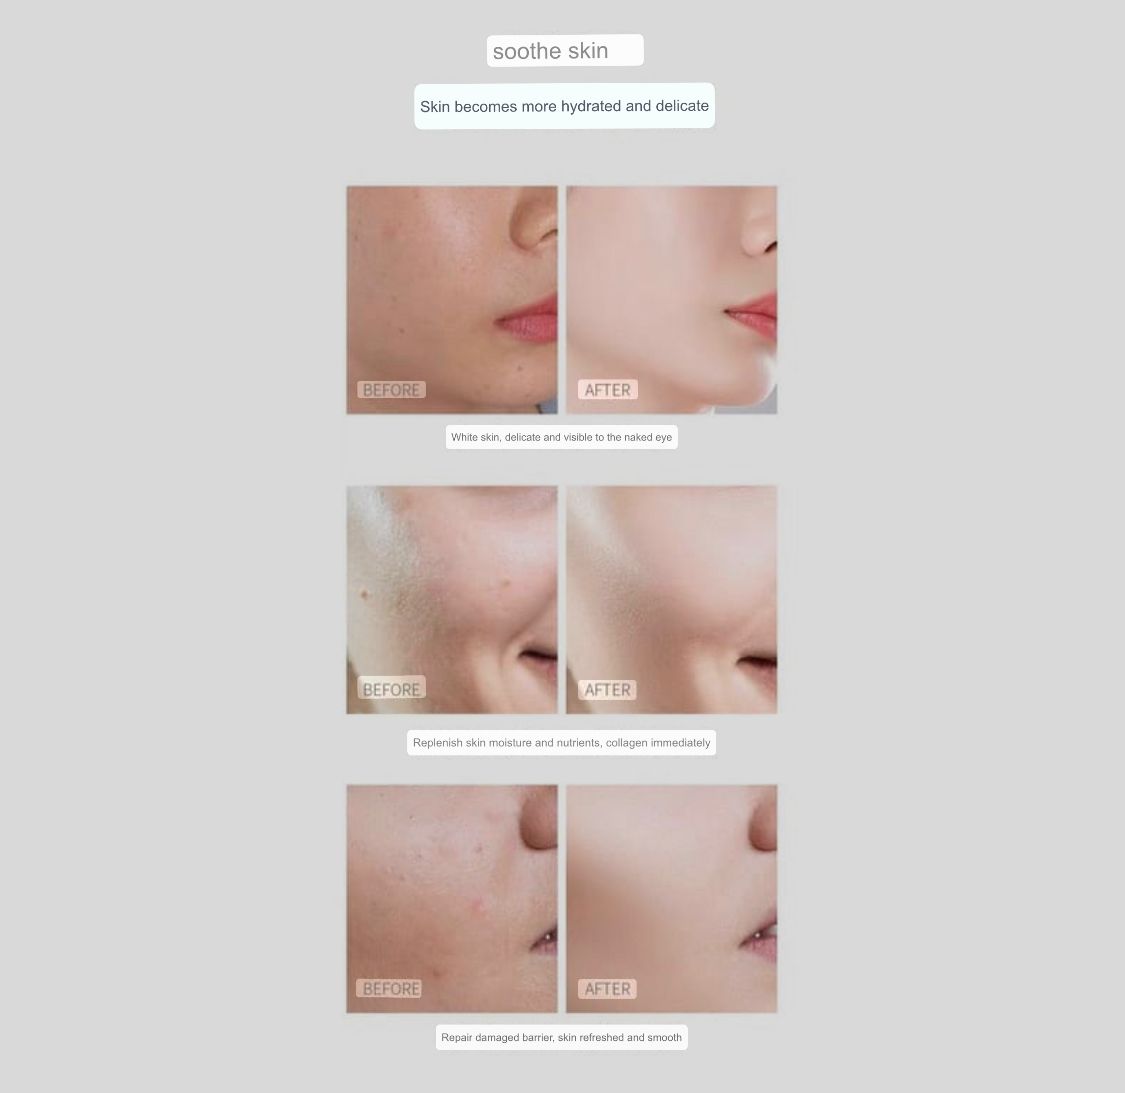 soothe skin
Skin becomes more hydrated and delicate
BEFORE
AFTER
White skin, delicate and visible to the naked eye
BEFORE
AFTER
Replenish skin moisture and nutrients, collagen immediately
BEFORE
AFTER
Repair damaged barrier, skin refreshed and smooth